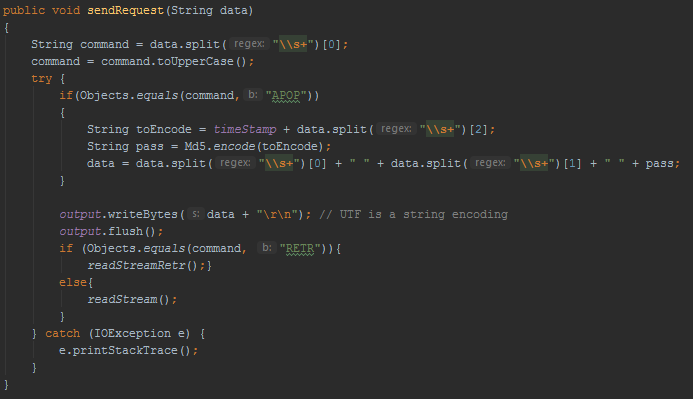 public void sendRequest(String data)
{
String command = data.split( regex: "\\s+")[0];
command = command.toUpperCase();
try {
if(Objects.equals(command, b: "APOP"))
{
String toEncode = timeStamp + data.split( regex: "\\s+")[2];
String pass = Md5.encode(toEncode);
data = data.split( regex: "\\s+")[0] + " " + data.split( regex: "\\s+")[1] + " " + pass;
}
output.writeBytes( s: data + "\r\n"); // UTF is a string encoding
output.flush();
if (Objects.equals(command, b: "RETR")){
readStreamRetr();}
else{
readStream();
}
} catch (IOException e) {
e.printStackTrace();
}
}